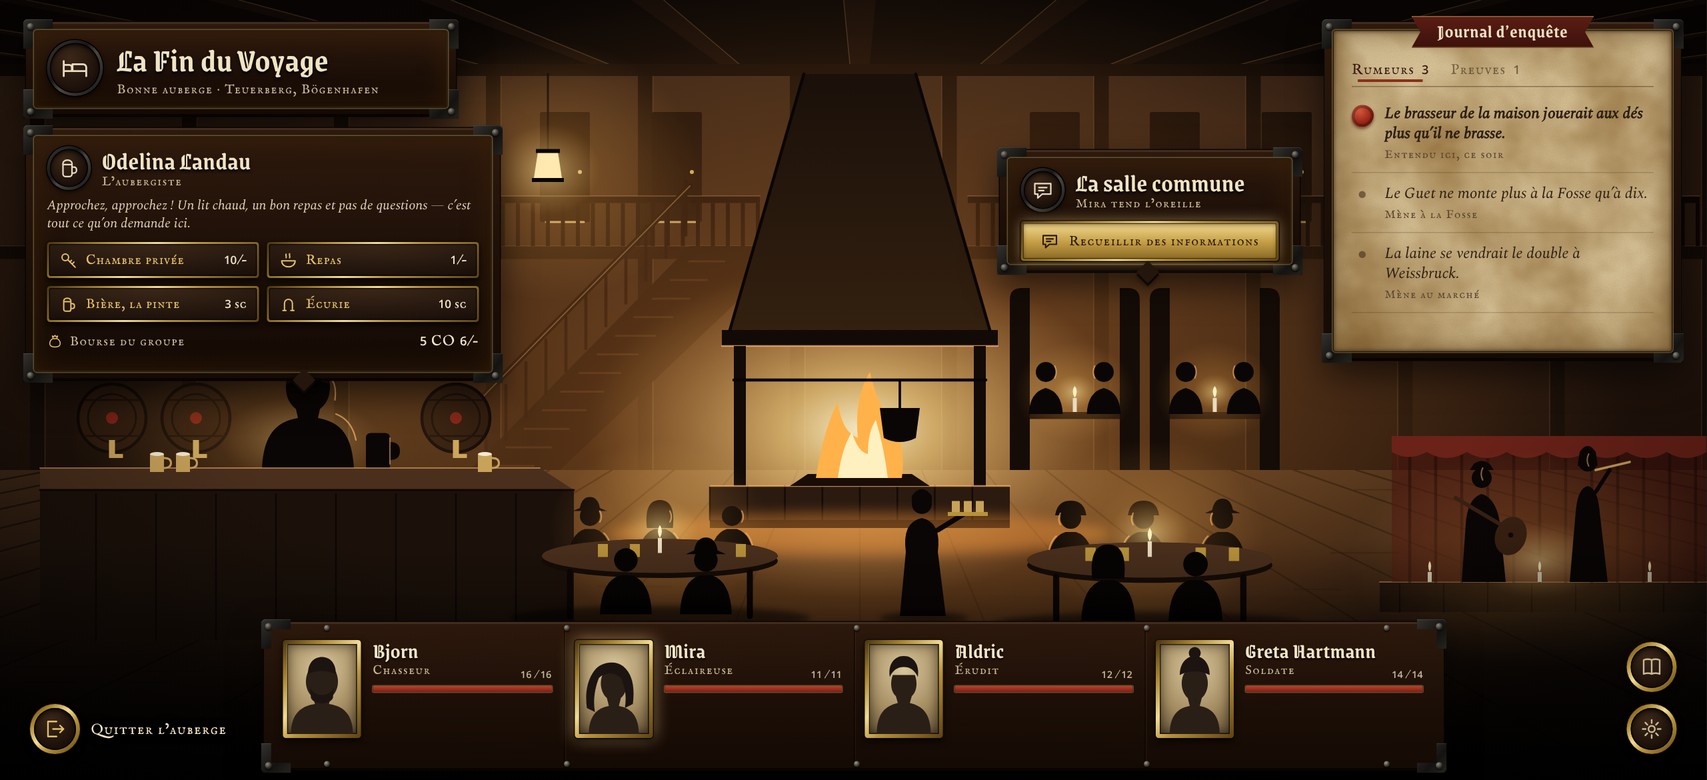 La Fin du Voyage
Bonne auberge · Teuerberg, Bögenhafen
Odelina Landau
L'aubergiste
Approchez, approchez ! Un lit chaud, un bon repas et pas de questions — c'est
tout ce qu'on demande ici.
Chambre privée 10/-
Repas 1/-
Bière, la pinte 3 sc
Écurie 10 sc
Bourse du groupe 5 CO 6/-
La salle commune
Mira tend l'oreille
Recueillir des informations
Journal d'enquête
Rumeurs 3 Preuves 1
Le brasseur de la maison jouerait aux dés
plus qu'il ne brasse.
Entendu ici, ce soir
Le Guet ne monte plus à la Fosse qu'à dix.
Mène à la Fosse
La laine se vendrait le double à
Weissbruck.
Mène au marché
Bjorn
Chasseur
16/16
Mira
Éclaireuse
11/11
Aldric
Érudit
12/12
Greta Hartmann
Soldate
14/14
Quitter l'auberge